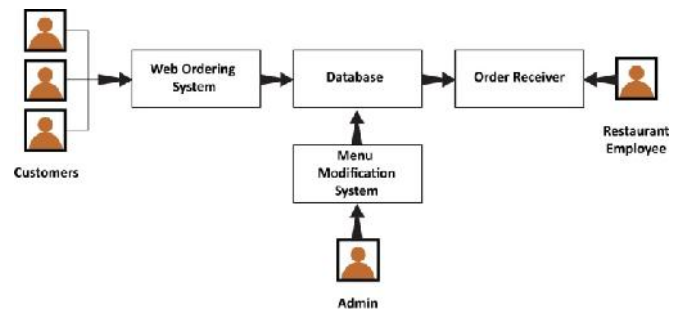 Web Ordering
System
Database
Order Receiver
Restaurant
Employee
Customers
Menu
Modification
System
Admin